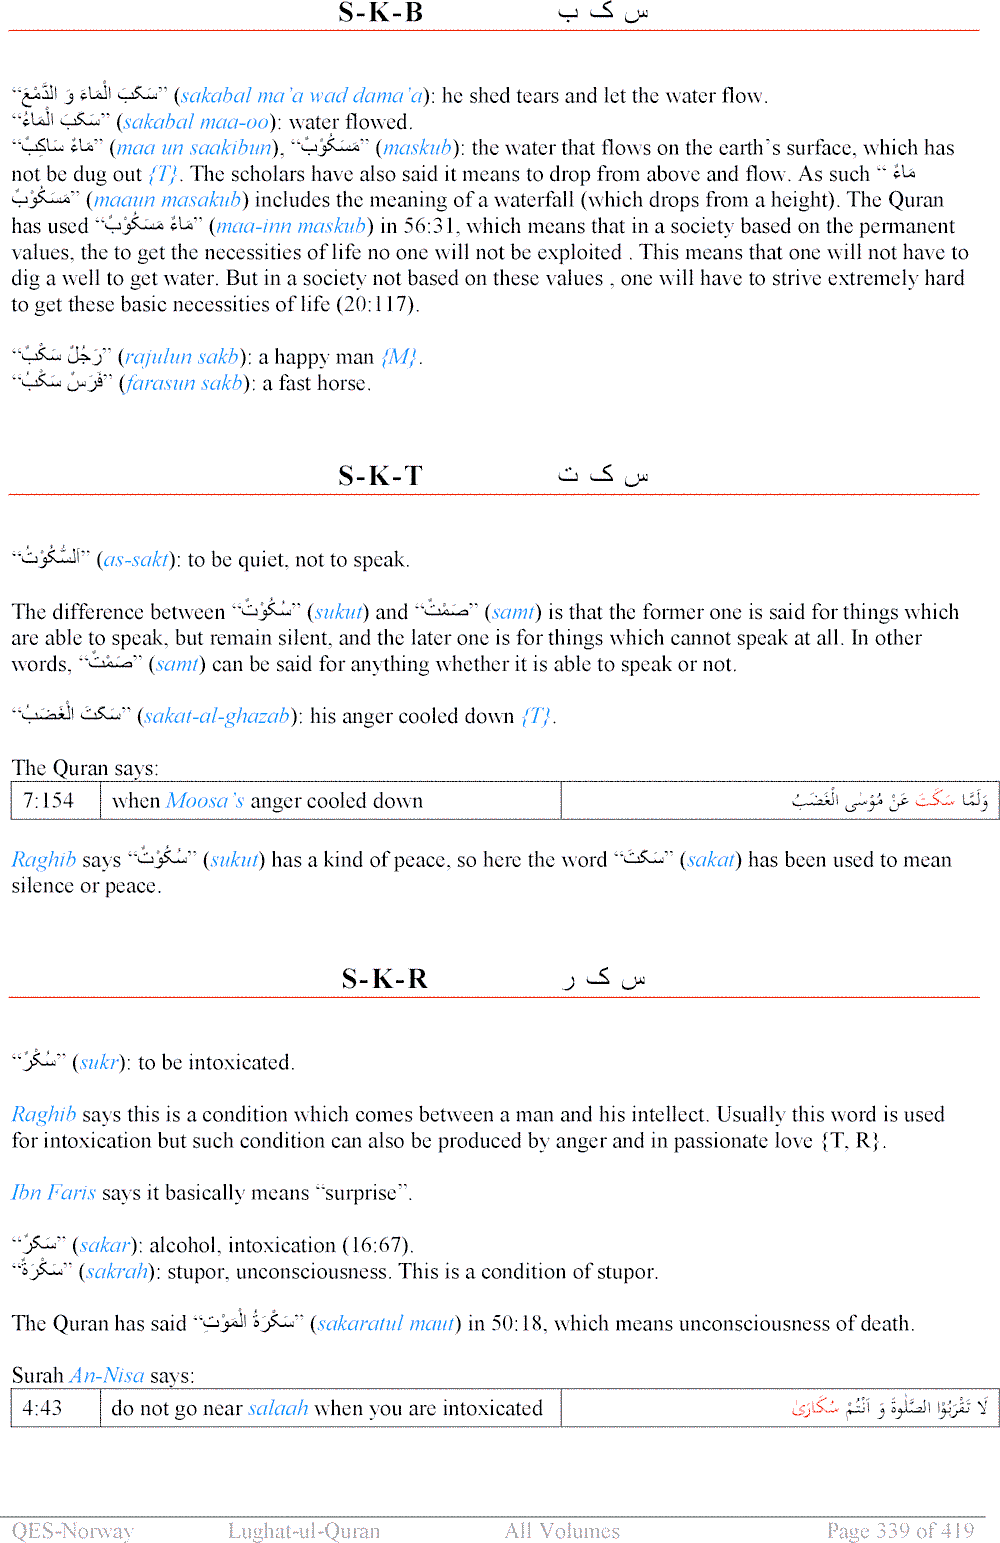 S-K-B س ک ب
“سَکَبَ الْمَاءَ وَ الدَّمْعَ” (sakabal ma’a wad dama’a): he shed tears and let the water flow.
“سَکَبَ الْمَاءُ” (sakabal maa-oo): water flowed.
“مَاءٌ سَاکِبٌ” (maa un saakibun), “مَسَکُوْبٌ” (maskub): the water that flows on the earth’s surface, which has
not be dug out {T}. The scholars have also said it means to drop from above and flow. As such “مَاءٌ
مَسَکُوْبٌ” (maaun masakub) includes the meaning of a waterfall (which drops from a height). The Quran
has used “مَاءٌ مَسَکُوْبٌ” (maa-inn maskub) in 56:31, which means that in a society based on the permanent
values, the to get the necessities of life no one will not be exploited . This means that one will not have to
dig a well to get water. But in a society not based on these values , one will have to strive extremely hard
to get these basic necessities of life (20:117).
“رَجُلٌ سَکْبٌ” (rajulun sakb): a happy man {M}.
“فَرَسٌ سَکْبٌ” (farasun sakb): a fast horse.
S-K-T س ک ت
“اَلسُّکُوْتُ” (as-sakt): to be quiet, not to speak.
The difference between “سُکُوْتٌ” (sukut) and “صَمْتٌ” (samt) is that the former one is said for things which
are able to speak, but remain silent, and the later one is for things which cannot speak at all. In other
words, “صَمْتٌ” (samt) can be said for anything whether it is able to speak or not.
“سَکَتَ الْغَضَبُ” (sakat-al-ghazab): his anger cooled down {T}.
The Quran says:
7:154 when Moosa’s anger cooled down وَلَمَّا سَکَتَ عَنْ مُوْسٰی الْغَضَبُ
Raghib says “سُکُوْتٌ” (sukut) has a kind of peace, so here the word “سَکَتَ” (sakat) has been used to mean
silence or peace.
S-K-R س ک ر
“سُکْرٌ” (sukr): to be intoxicated.
Raghib says this is a condition which comes between a man and his intellect. Usually this word is used
for intoxication but such condition can also be produced by anger and in passionate love {T, R}.
Ibn Faris says it basically means “surprise”.
“سَکَرٌ” (sakar): alcohol, intoxication (16:67).
“سَکْرَةٌ” (sakrah): stupor, unconsciousness. This is a condition of stupor.
The Quran has said “سَکْرَةُ الْمَوْتِ” (sakaratul maut) in 50:18, which means unconsciousness of death.
Surah An-Nisa says:
4:43 do not go near salaah when you are intoxicated لَا تَقْرَبُوْا الصَّلٰوةَ وَ اَنْتُمْ سُکَارٰی
QES-Norway Lughat-ul-Quran All Volumes Page 339 of 419